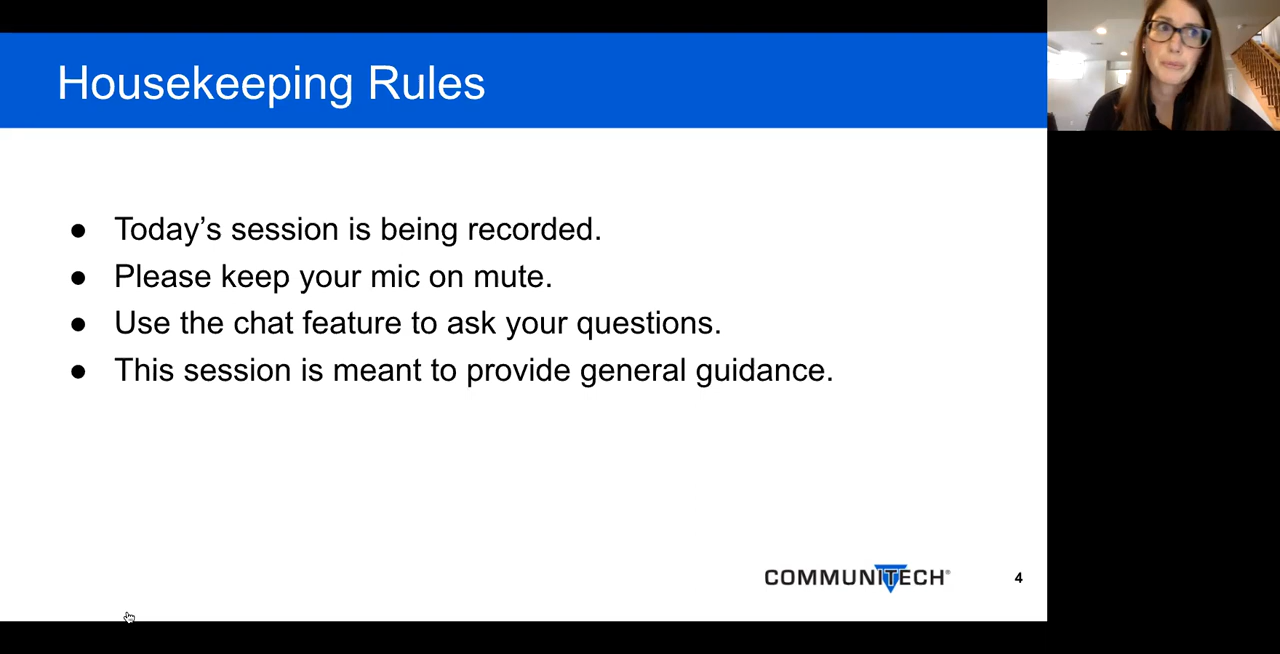 Housekeeping Rules
● Today’s session is being recorded.
● Please keep your mic on mute.
● Use the chat feature to ask your questions.
● This session is meant to provide general guidance.
COMMUNITECH®
4